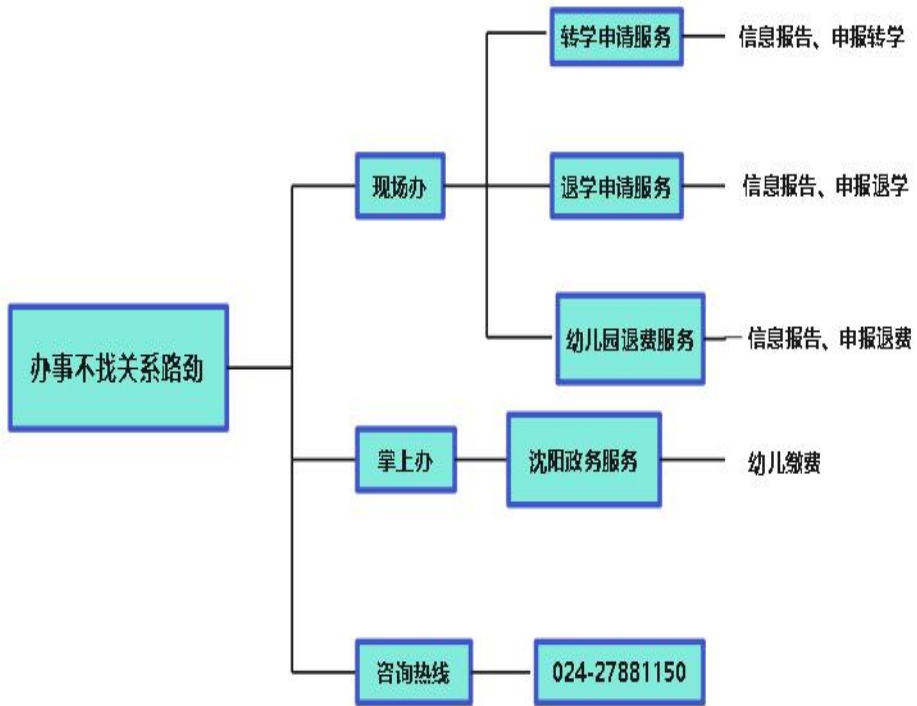 转学申请服务
信息报告、申报转学
现场办
退学申请服务
信息报告、申报退学
幼儿园退费服务
信息报告、申报退费
办事不找关系路劲
掌上办
沈阳政务服务
幼儿缴费
咨询热线
024-27881150